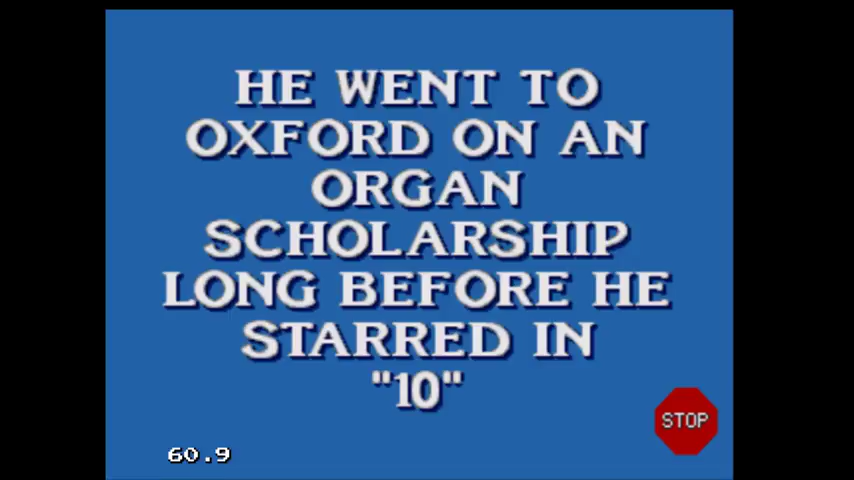 HE WENT TO
OXFORD ON AN
ORGAN
SCHOLARSHIP
LONG BEFORE HE
STARRED IN
"10"
STOP
60.9